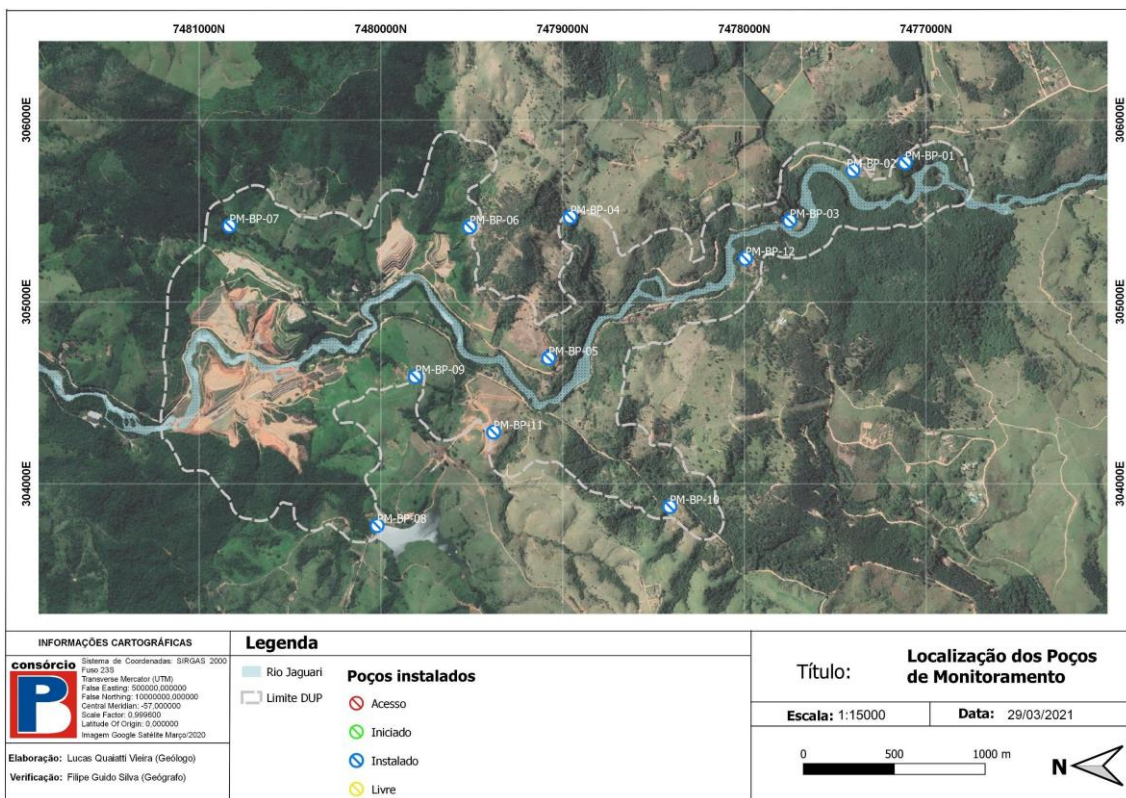 7481000N 7480000N 7479000N 7478000N 7477000N
306000E 306000E
305000E 305000E
304000E 304000E
PM-BP-01
PM-BP-02
PM-BP-03
PM-BP-04
PM-BP-06
PM-BP-07
PM-BP-12
PM-BP-05
PM-BP-09
PM-BP-11
PM-BP-10
PM-BP-08
INFORMAÇÕES CARTOGRÁFICAS
consórcio
BP
Sistema de Coordenadas: SIRGAS 2000
Fuso 23S
Transverse Mercator (UTM)
False Easting: 500000,000000
False Northing: 10000000,000000
Central Meridian: -57,000000
Scale Factor: 0,999600
Latitude Of Origin: 0,000000
Imagem Google Satélite Março/2020
Elaboração: Lucas Quaiatti Vieira (Geólogo)
Verificação: Filipe Guido Silva (Geógrafo)
Legenda
Rio Jaguari
Limite DUP
Poços instalados
Acesso
Iniciado
Instalado
Livre
Título: Localização dos Poços
de Monitoramento
Escala: 1:15000 Data: 29/03/2021
0 500 1000 m
N